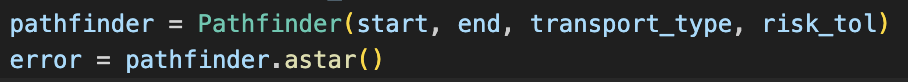 pathfinder = Pathfinder(start, end, transport_type, risk_tol)
error = pathfinder.astar()